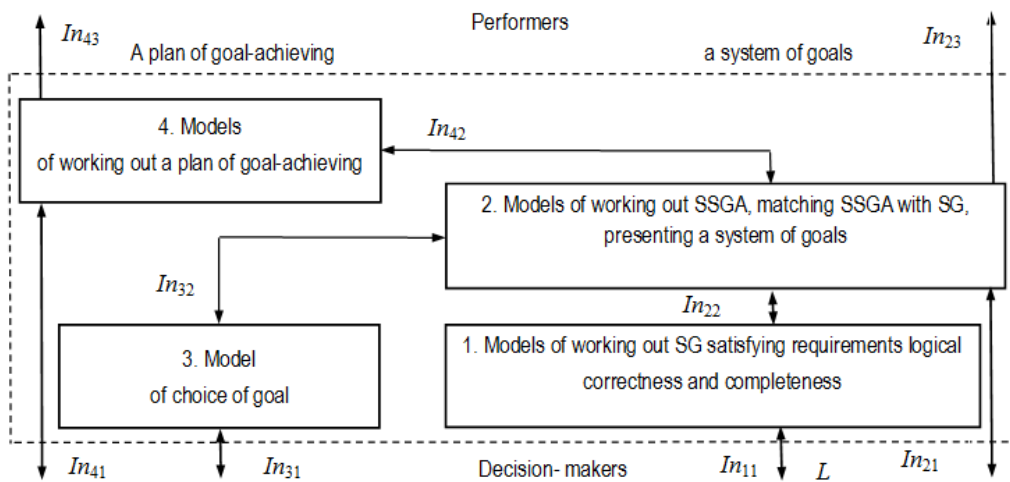 Performers
In43
In23
A plan of goal-achieving
a system of goals
4. Models
of working out a plan of goal-achieving
In42
2. Models of working out SSGA, matching SSGA with SG,
presenting a system of goals
In32
In22
3. Model
of choice of goal
1. Models of working out SG satisfying requirements logical
correctness and completeness
In41
In31
Decision- makers
In11
L
In21